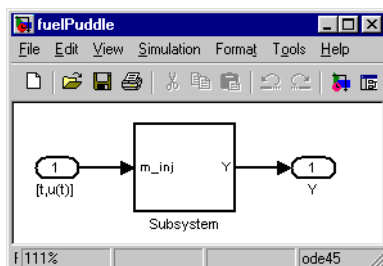 fuelPuddle
File Edit View Simulation Format Tools Help
1 m_inj Y 1
[t,u(t)] Y
Subsystem
F 111% ode45